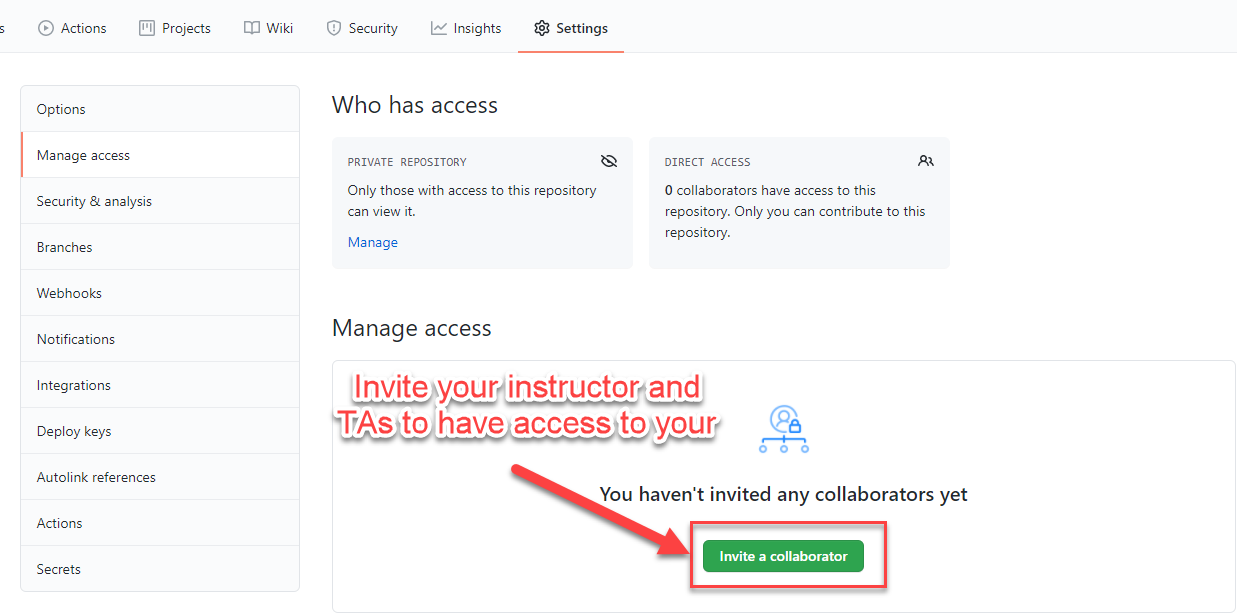 s
Actions
Projects
Wiki
Security
Insights
Settings
Options
Manage access
Security & analysis
Branches
Webhooks
Notifications
Integrations
Deploy keys
Autolink references
Actions
Secrets
Who has access
PRIVATE REPOSITORY
Only those with access to this repository
can view it.
Manage
DIRECT ACCESS
0 collaborators have access to this
repository. Only you can contribute to this
repository.
Manage access
Invite your instructor and
TAs to have access to your
You haven't invited any collaborators yet
Invite a collaborator